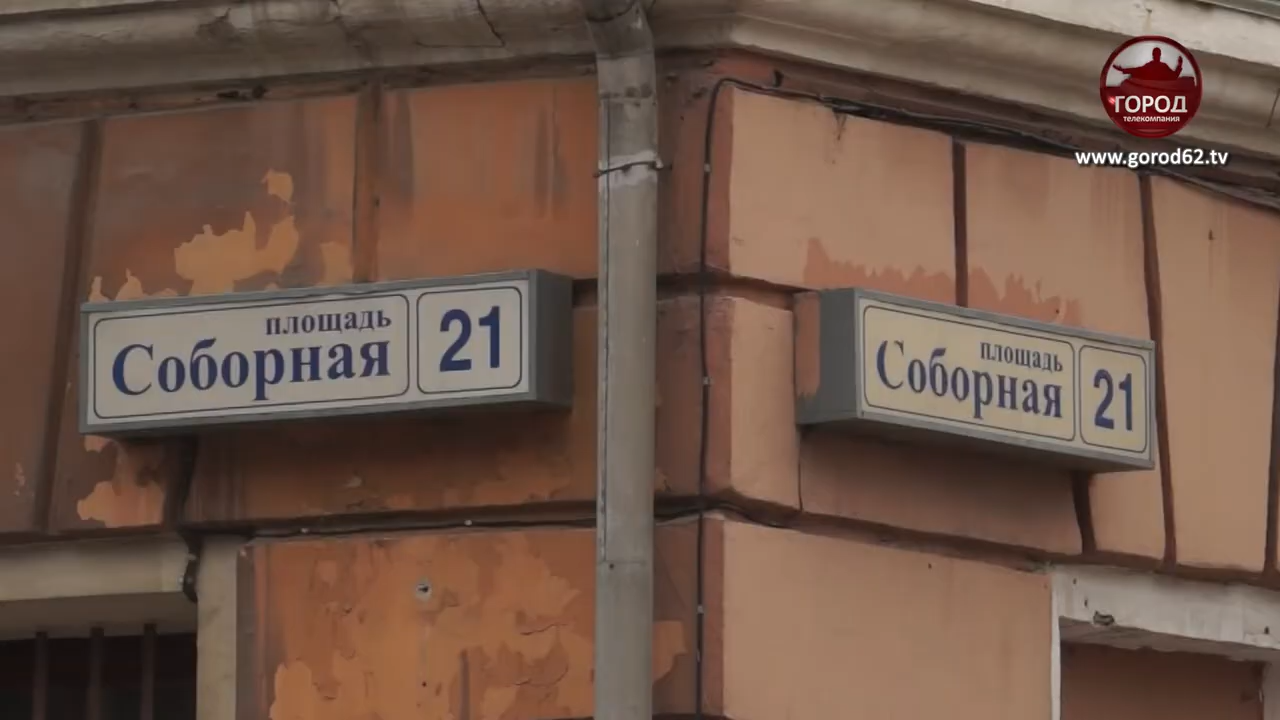 ГОРОД
телекомпания
www.gorod62.tv
площадь
Соборная
21
площадь
Соборная
21